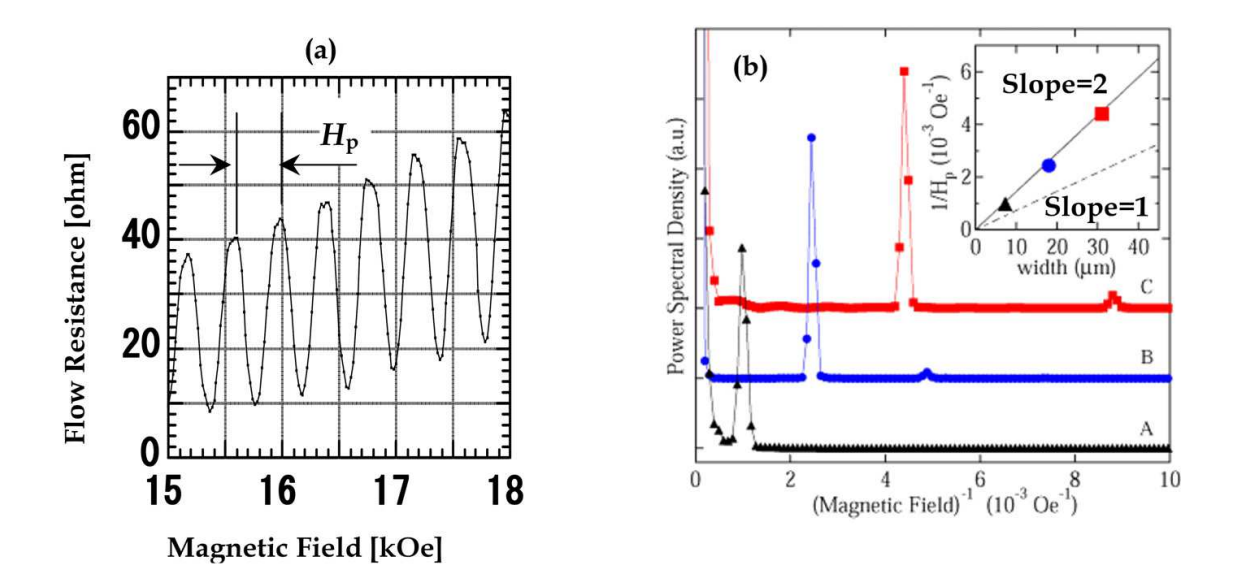 (a)
60
40
20
0
Flow Resistance [ohm]
Hp
15 16 17 18
Magnetic Field [kOe]
(b)
Power Spectral Density (a.u.)
C
B
A
0 2 4 6 8 10
(Magnetic Field)⁻¹ (10⁻³ Oe⁻¹)
6
4
2
0
1/Hp (10⁻³ Oe⁻¹)
Slope=2
Slope=1
0 10 20 30 40
width (μm)